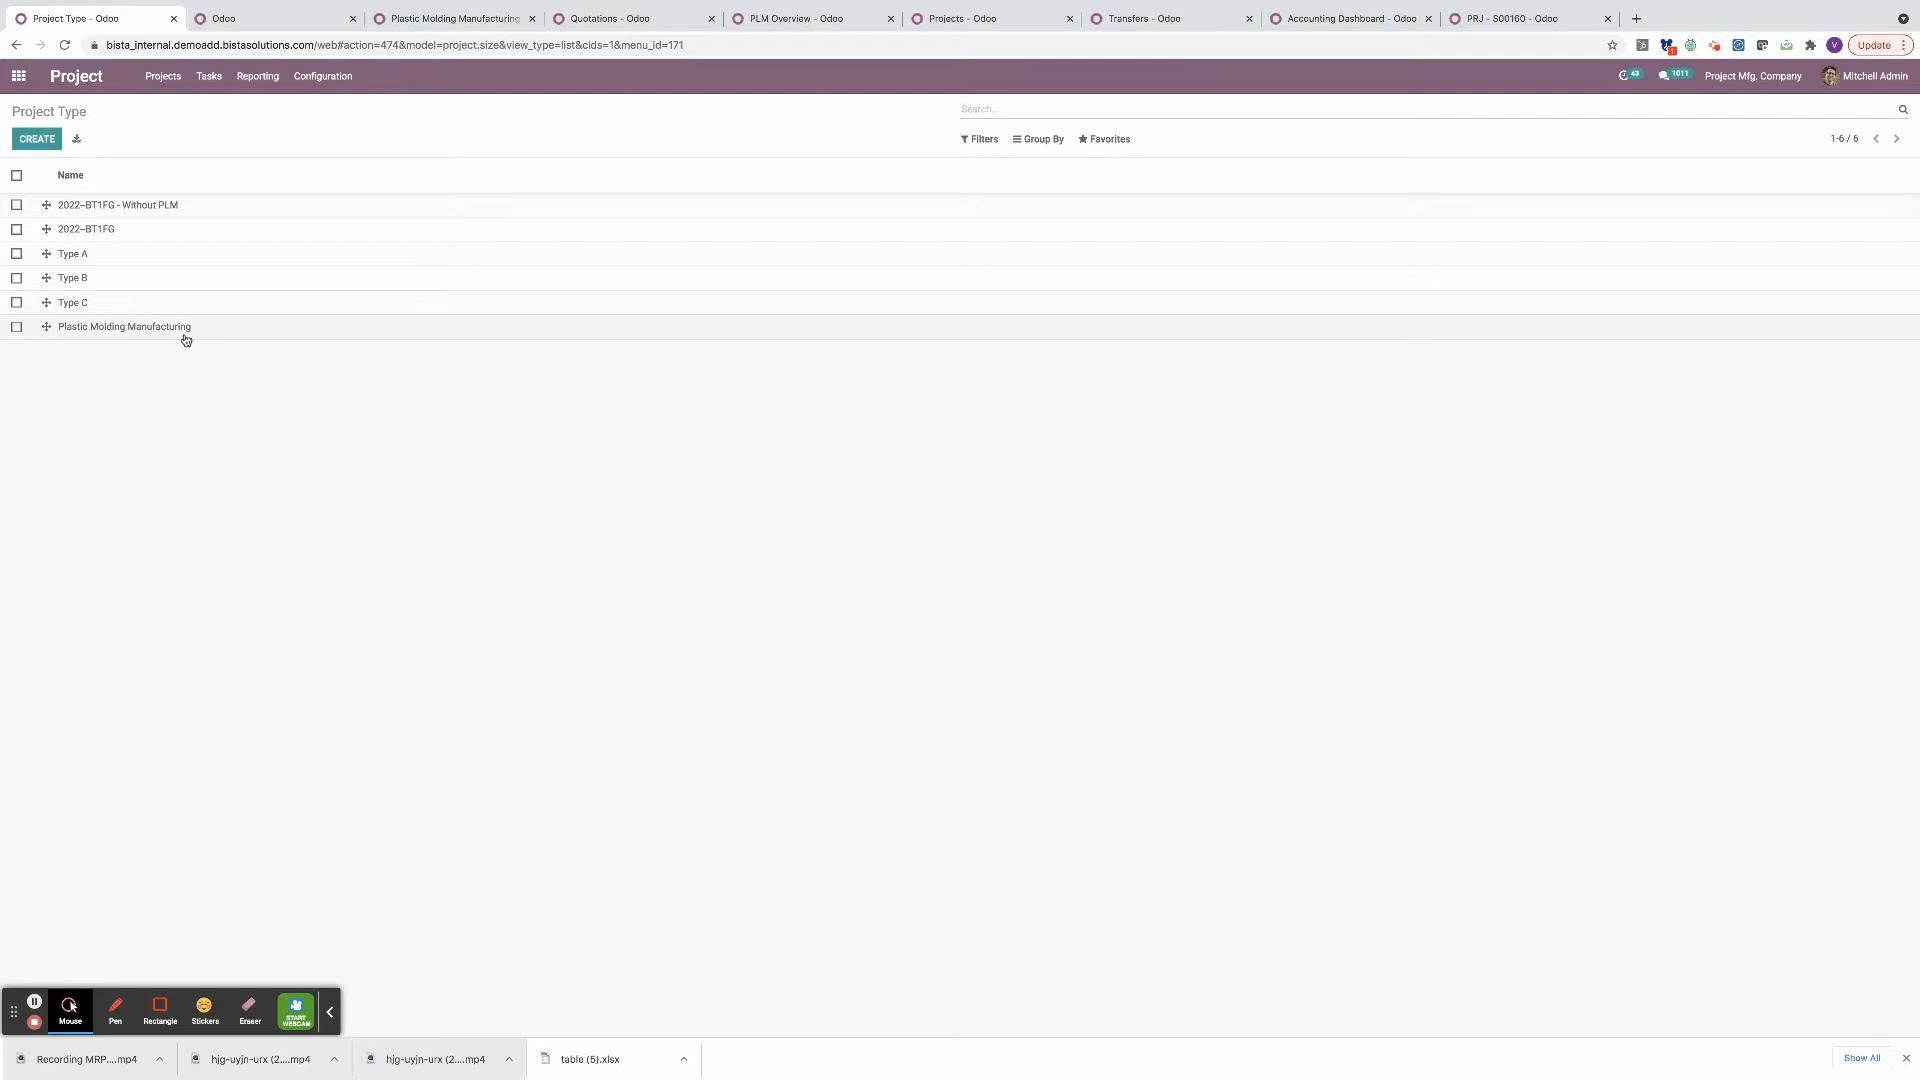 Project Type - Odoo
Odoo
Plastic Molding Manufacturing
Quotations - Odoo
PLM Overview - Odoo
Projects - Odoo
Transfers - Odoo
Accounting Dashboard - Odoo
PRJ - S00160 - Odoo
bista_internal.demoadd.bistasolutions.com/web#action=474&model=project.size&view_type=list&cids=1&menu_id=171
1
V
Update
Project
Projects
Tasks
Reporting
Configuration
43
1011
Project Mfg. Company
Mitchell Admin
Project Type
Search...
CREATE
Filters
Group By
Favorites
1-6 / 6
Name
2022--BT1FG - Without PLM
2022--BT1FG
Type A
Type B
Type C
Plastic Molding Manufacturing
Mouse
Pen
Rectangle
Stickers
Eraser
START
WEBCAM
Recording MRP....mp4
hjg-uyjn-urx (2....mp4
hjg-uyjn-urx (2....mp4
table (5).xlsx
Show All